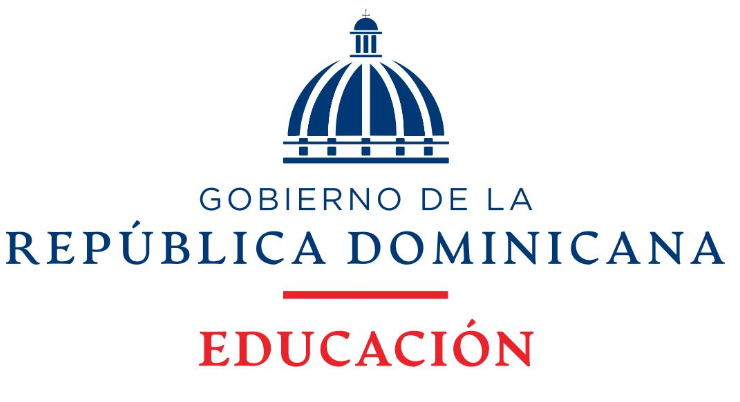 GOBIERNO DE LA
REPÚBLICA DOMINICANA
EDUCACIÓN